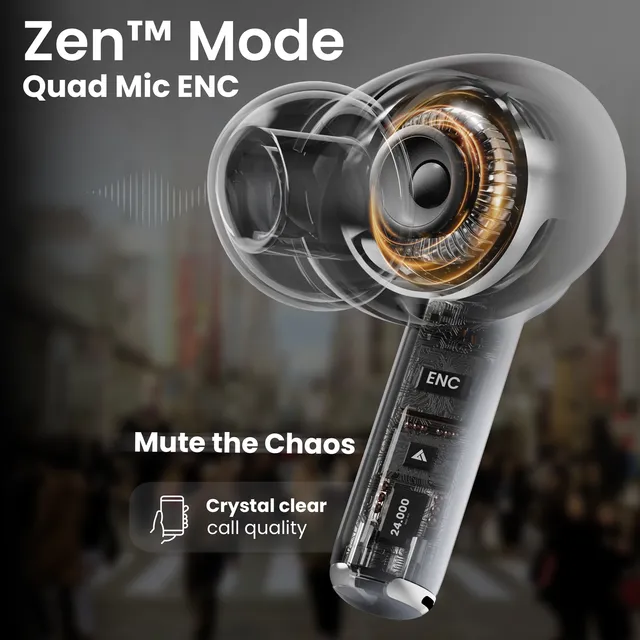 Zen™ Mode
Quad Mic ENC
ENC
Mute the Chaos
Crystal clear
call quality
24.000